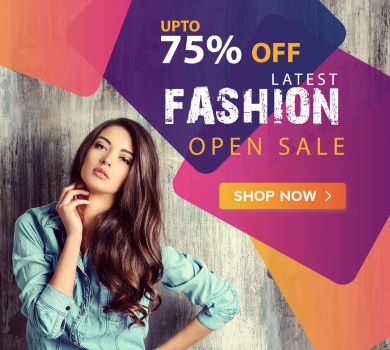 UPTO
75% OFF
LATEST
FASHION
OPEN SALE
SHOP NOW >